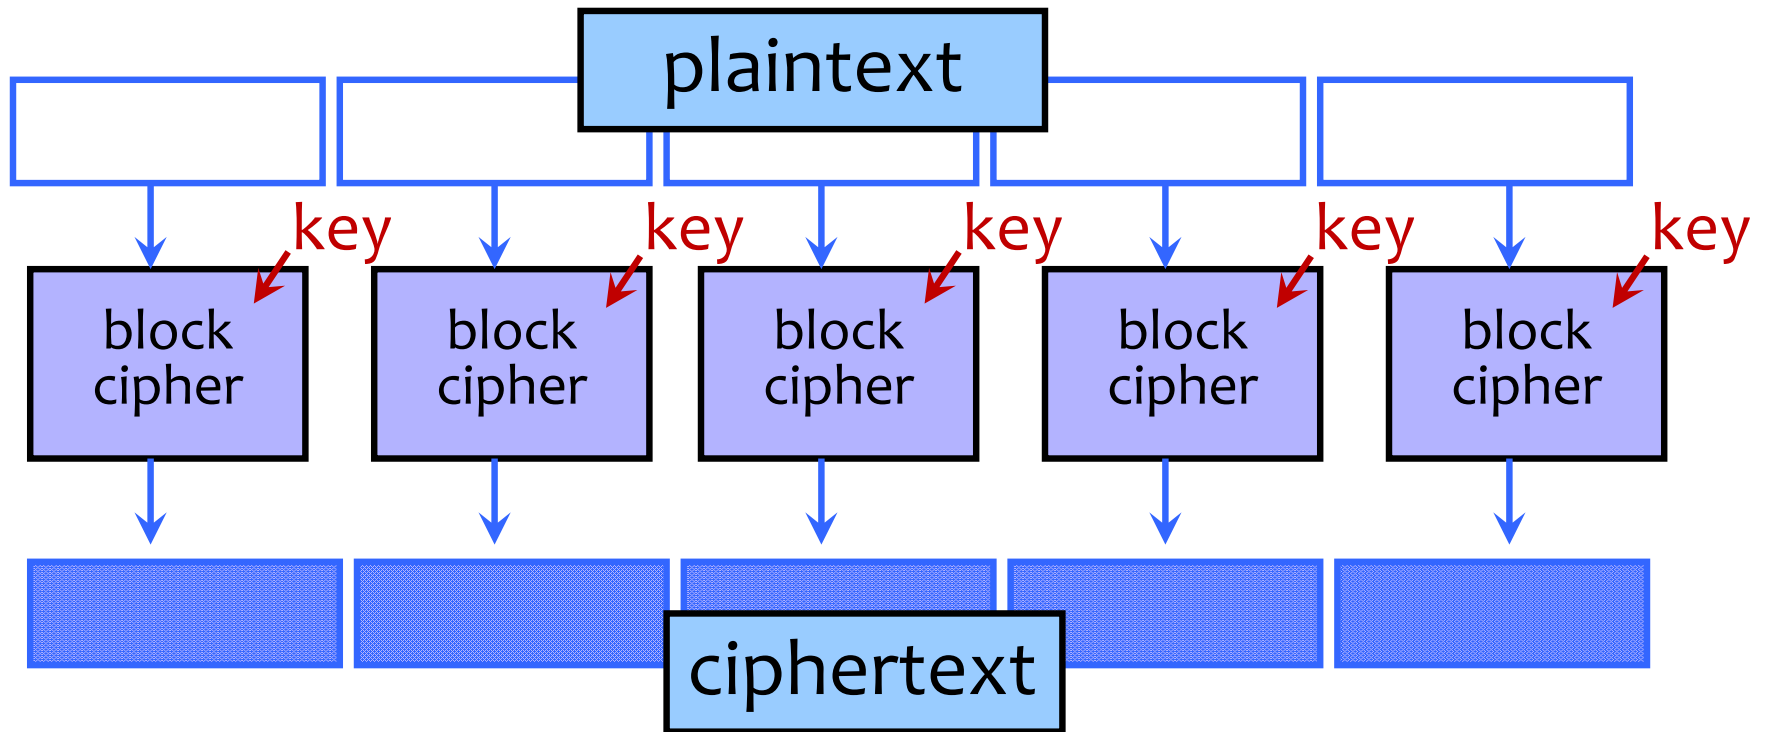 plaintext
key
key
key
key
key
block
cipher
block
cipher
block
cipher
block
cipher
block
cipher
ciphertext